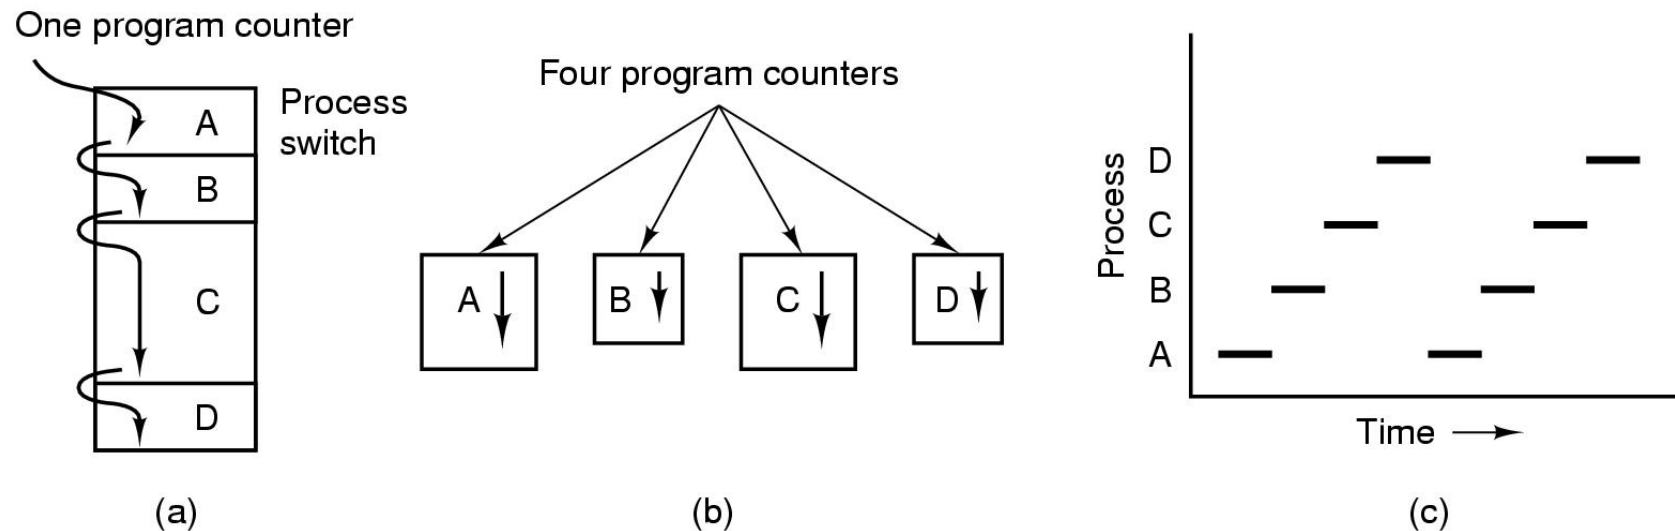 One program counter
Process
switch
A
B
C
D
(a)
Four program counters
A
B
C
D
(b)
Process
D
C
B
A
Time
(c)